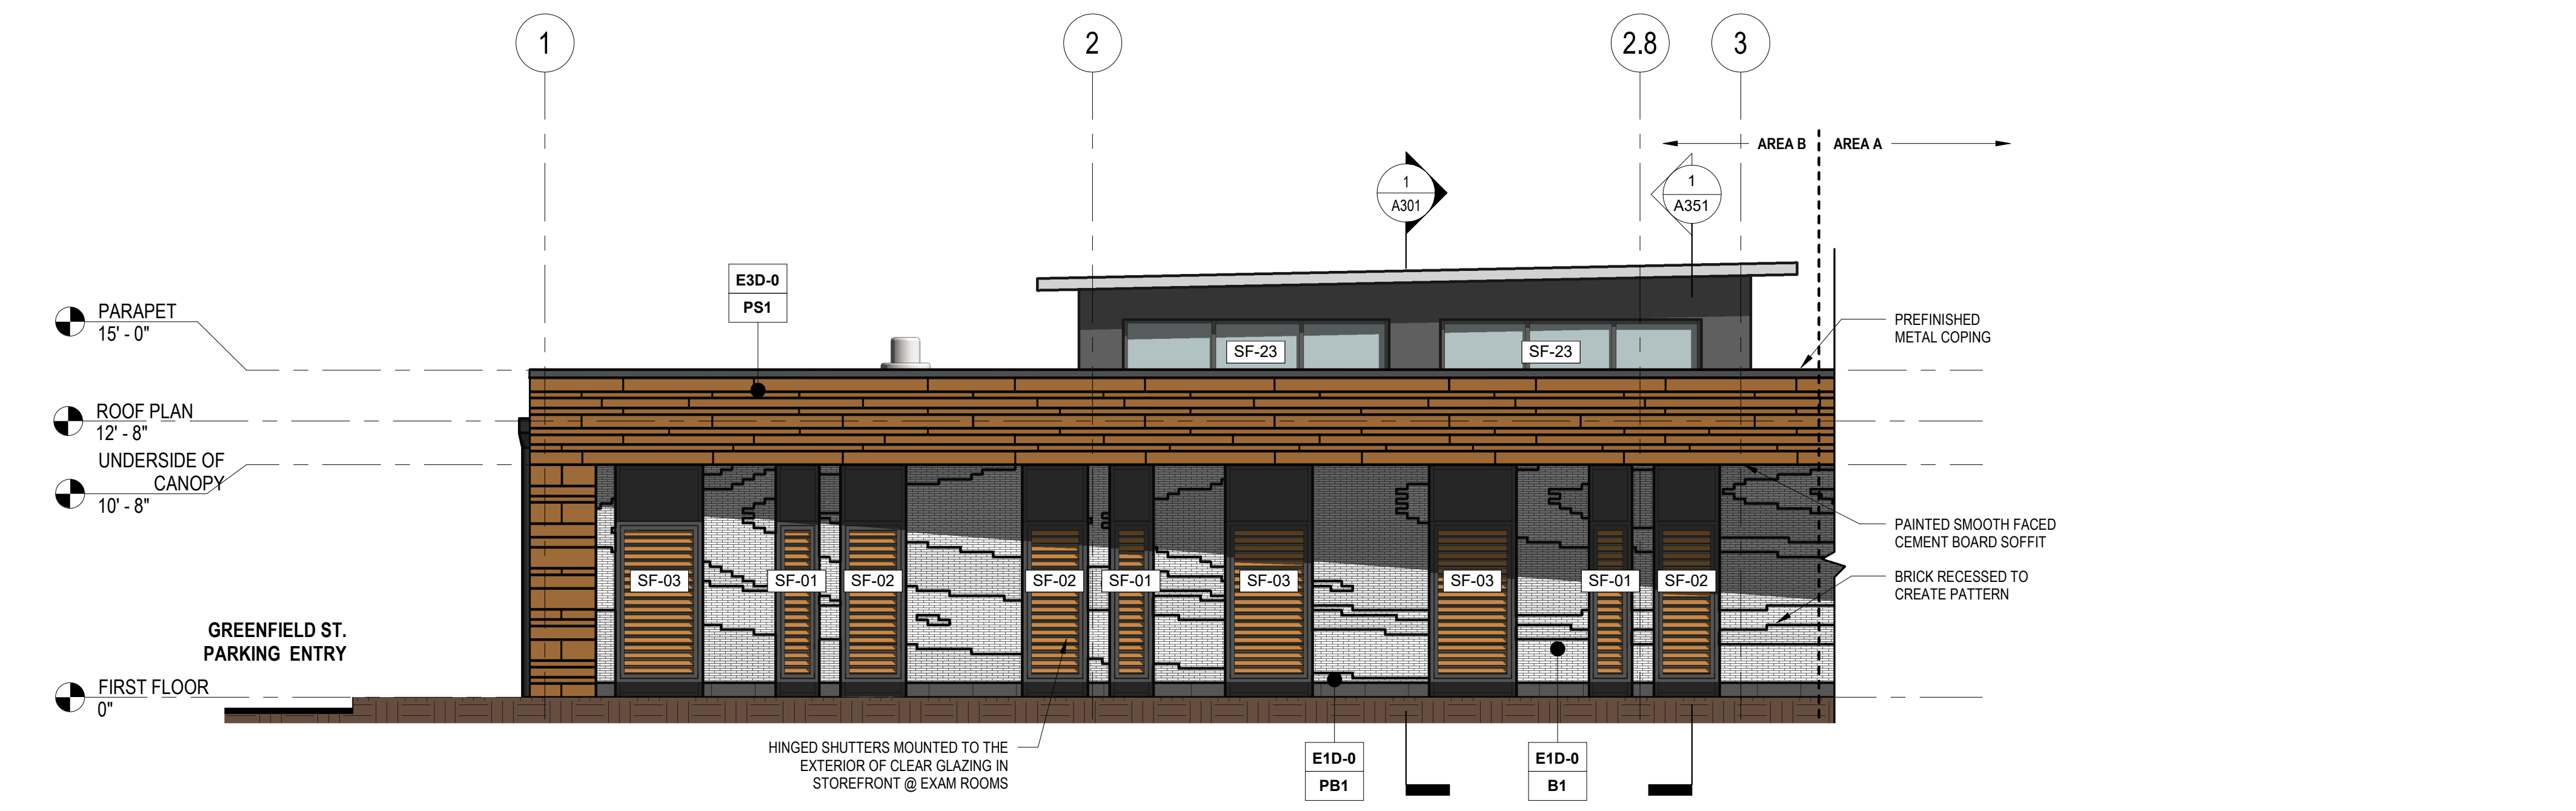 1
2
2.8
3
AREA B
AREA A
1
A301
1
A351
E3D-0
PS1
PARAPET
15' - 0"
PREFINISHED
METAL COPING
SF-23
SF-23
ROOF PLAN
12' - 8"
UNDERSIDE OF
CANOPY
10' - 8"
PAINTED SMOOTH FACED
CEMENT BOARD SOFFIT
SF-03
SF-01
SF-02
SF-02
SF-01
SF-03
SF-03
SF-01
SF-02
BRICK RECESSED TO
CREATE PATTERN
GREENFIELD ST.
PARKING ENTRY
FIRST FLOOR
0"
HINGED SHUTTERS MOUNTED TO THE
EXTERIOR OF CLEAR GLAZING IN
STOREFRONT @ EXAM ROOMS
E1D-0
PB1
E1D-0
B1